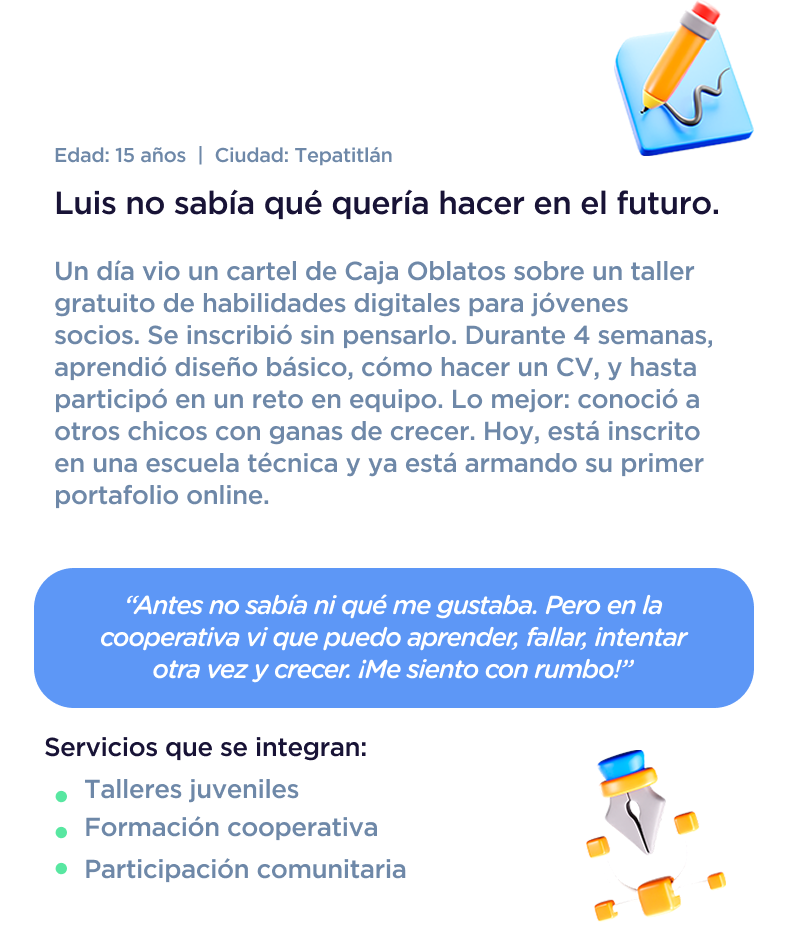 Edad: 15 años | Ciudad: Tepatitlán
Luis no sabía qué quería hacer en el futuro.
Un día vio un cartel de Caja Oblatos sobre un taller
gratuito de habilidades digitales para jóvenes
socios. Se inscribió sin pensarlo. Durante 4 semanas,
aprendió diseño básico, cómo hacer un CV, y hasta
participó en un reto en equipo. Lo mejor: conoció a
otros chicos con ganas de crecer. Hoy, está inscrito
en una escuela técnica y ya está armando su primer
portafolio online.
“Antes no sabía ni qué me gustaba. Pero en la
cooperativa vi que puedo aprender, fallar, intentar
otra vez y crecer. ¡Me siento con rumbo!”
Servicios que se integran:
Talleres juveniles
Formación cooperativa
Participación comunitaria